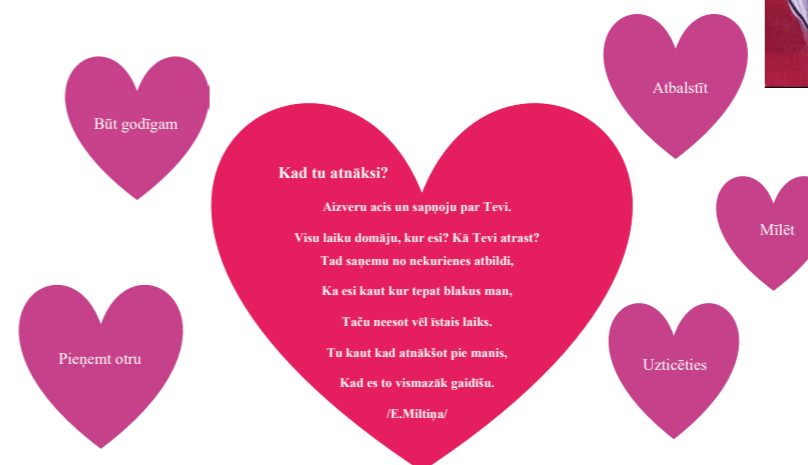 Būt godīgam
Atbalstīt
Kad tu atnāksi?
Aizveru acis un sapņoju par Tevi.
Visu laiku domāju, kur esi? Kā Tevi atrast?
Tad saņemu no nekurienes atbildi,
Ka esi kaut kur tepat blakus man,
Taču neesot vēl īstais laiks.
Tu kaut kad atnākšot pie manis,
Kad es to vismazāk gaidīšu.
/E.Miltiņa/
Mīlēt
Pieņemt otru
Uzticēties